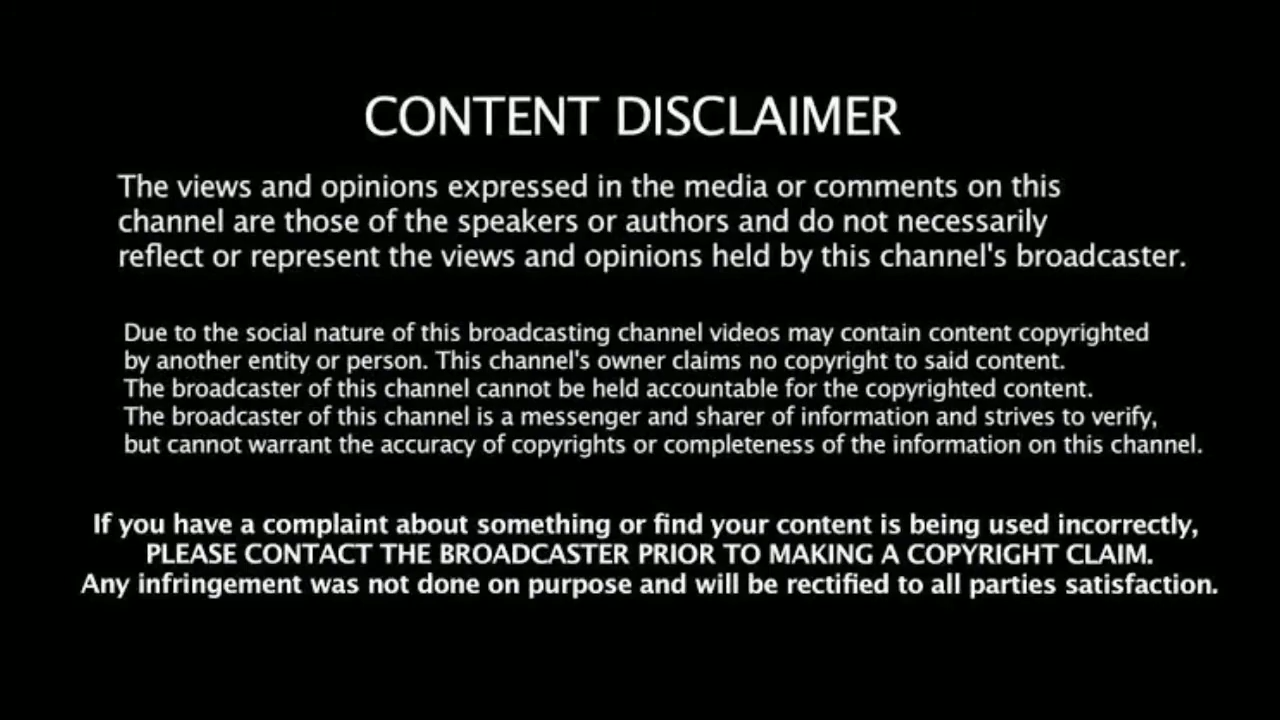 CONTENT DISCLAIMER
The views and opinions expressed in the media or comments on this
channel are those of the speakers or authors and do not necessarily
reflect or represent the views and opinions held by this channel's broadcaster.
Due to the social nature of this broadcasting channel videos may contain content copyrighted
by another entity or person. This channel's owner claims no copyright to said content.
The broadcaster of this channel cannot be held accountable for the copyrighted content.
The broadcaster of this channel is a messenger and sharer of information and strives to verify,
but cannot warrant the accuracy of copyrights or completeness of the information on this channel.
If you have a complaint about something or find your content is being used incorrectly,
PLEASE CONTACT THE BROADCASTER PRIOR TO MAKING A COPYRIGHT CLAIM.
Any infringement was not done on purpose and will be rectified to all parties satisfaction.